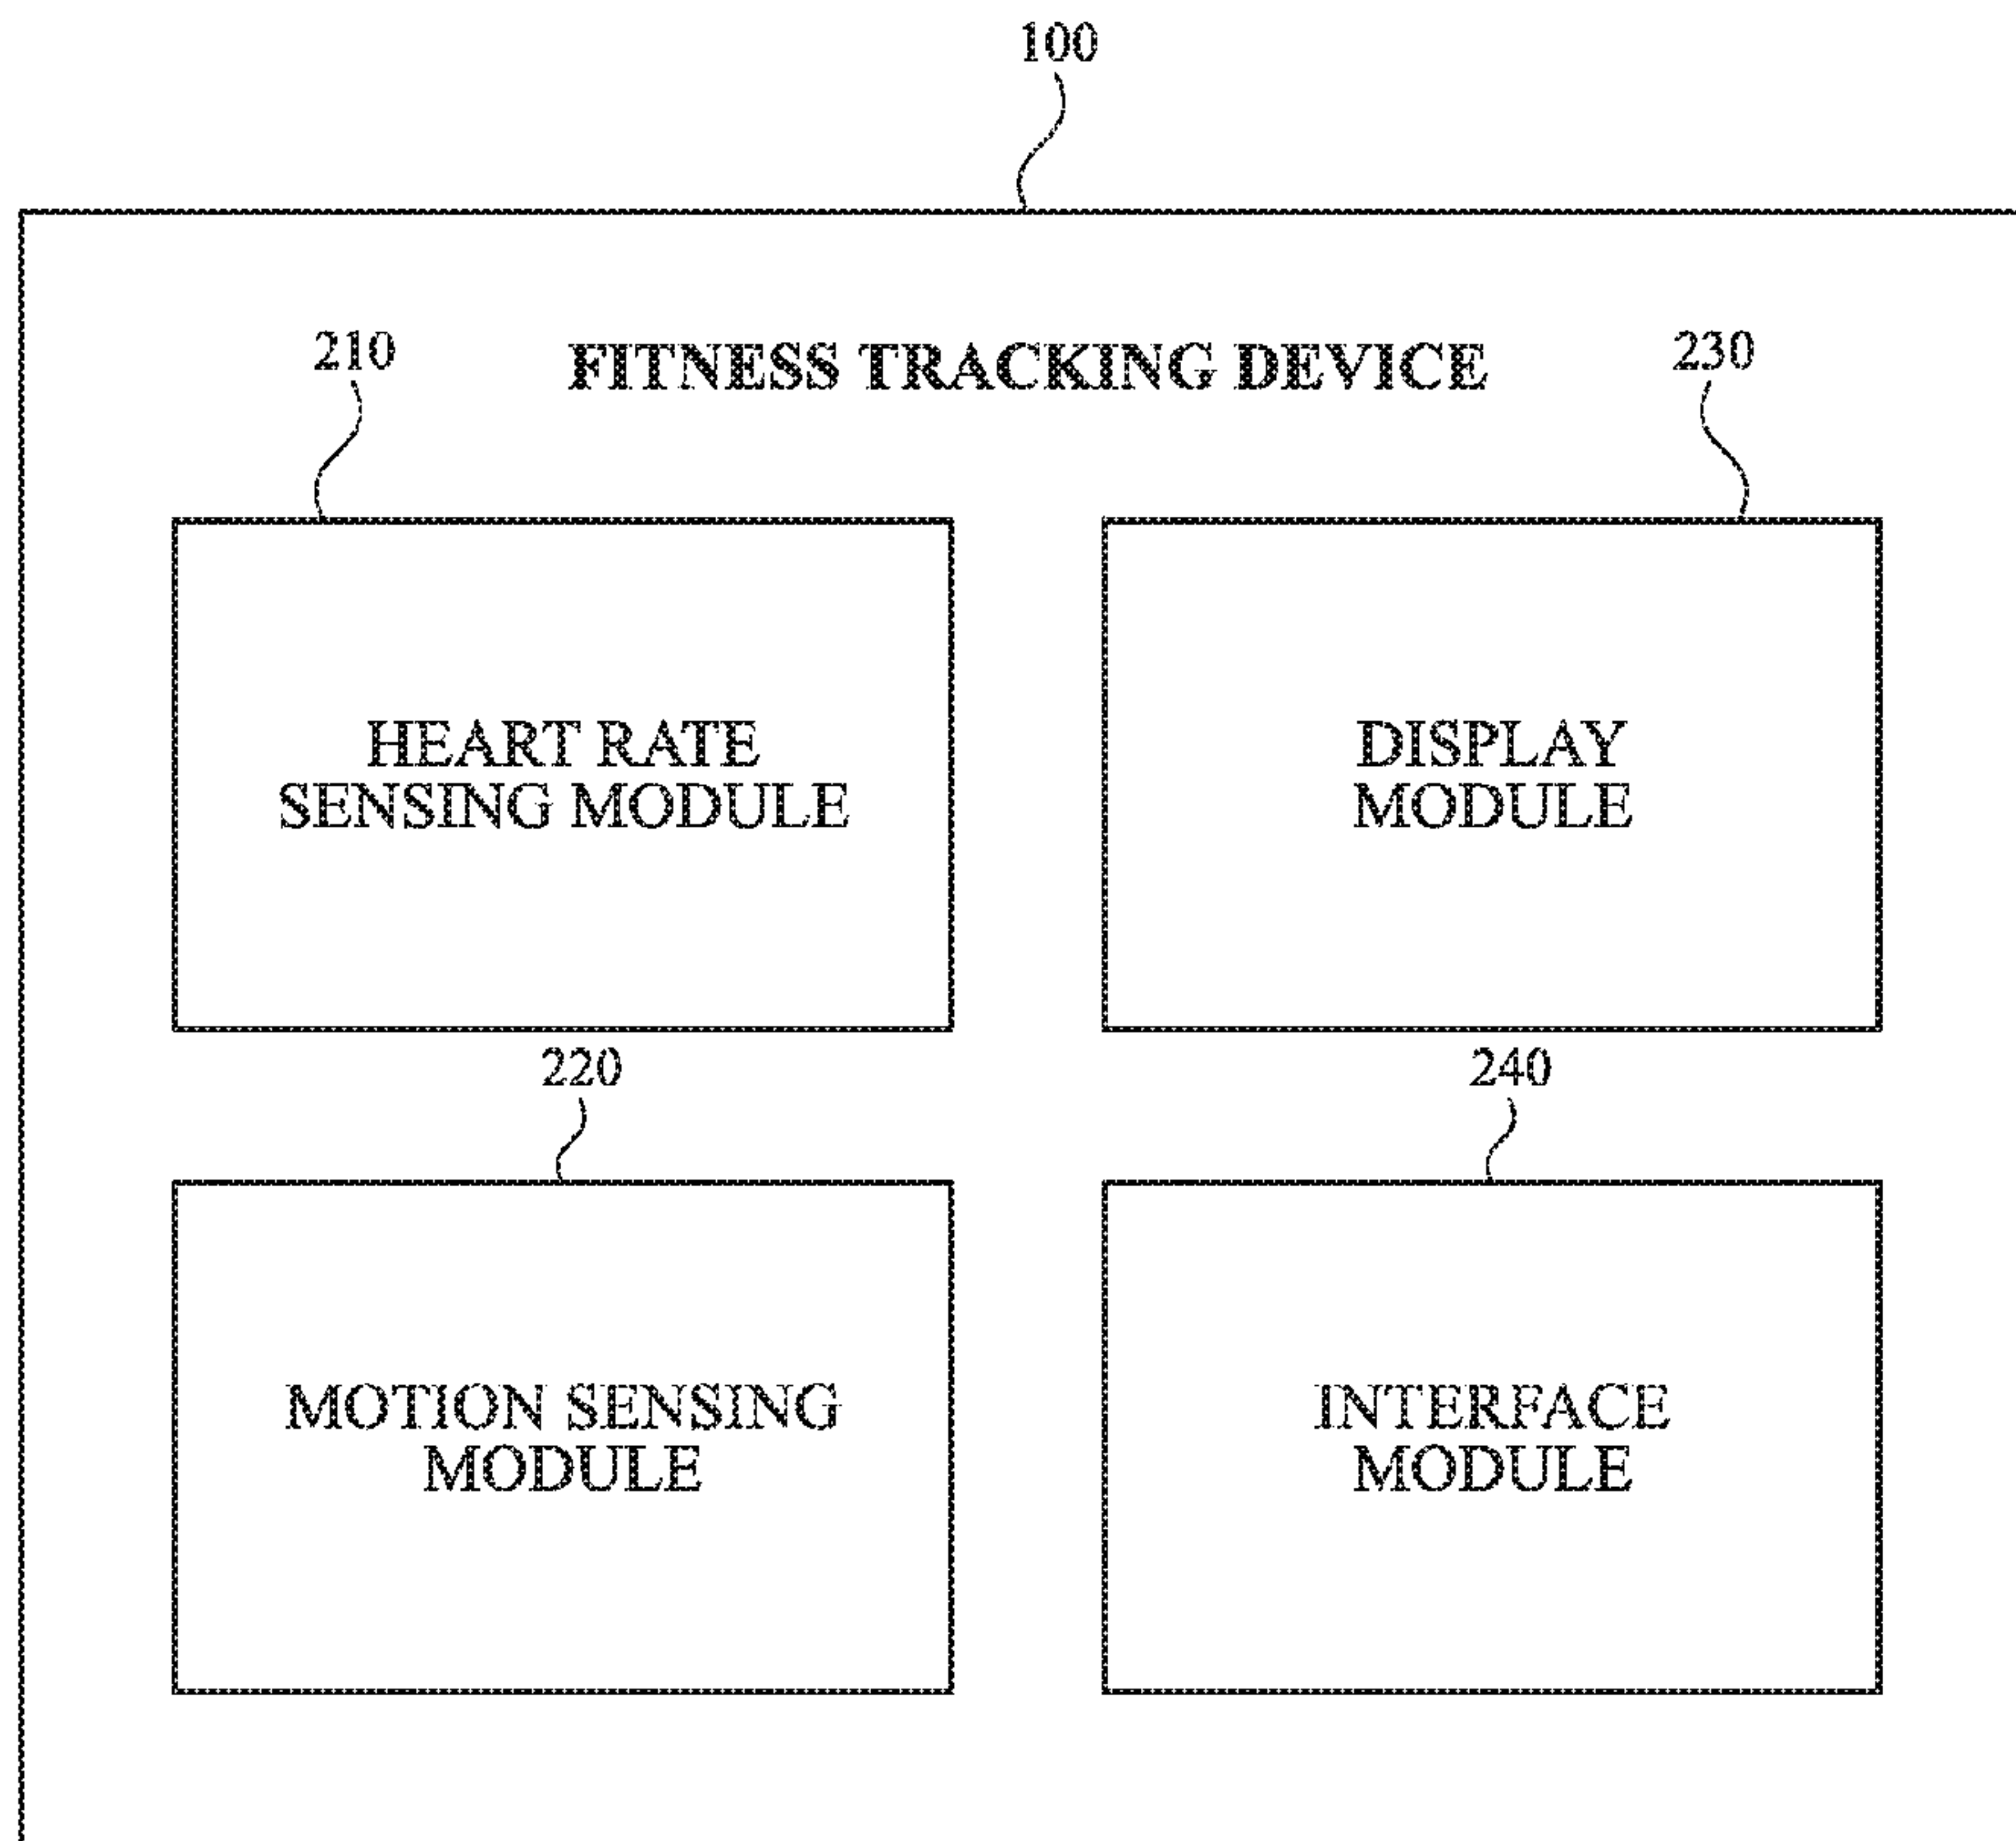 100
210
FITNESS TRACKING DEVICE
230
HEART RATE
SENSING MODULE
DISPLAY
MODULE
220
240
MOTION SENSING
MODULE
INTERFACE
MODULE